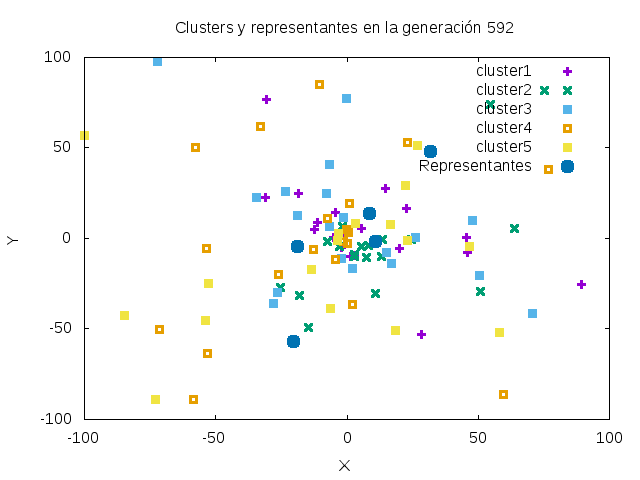 Clusters y representantes en la generación 592
100
50
0
-50
-100
Y
cluster1
cluster2
cluster3
cluster4
cluster5
Representantes
-100 -50 0 50 100
X